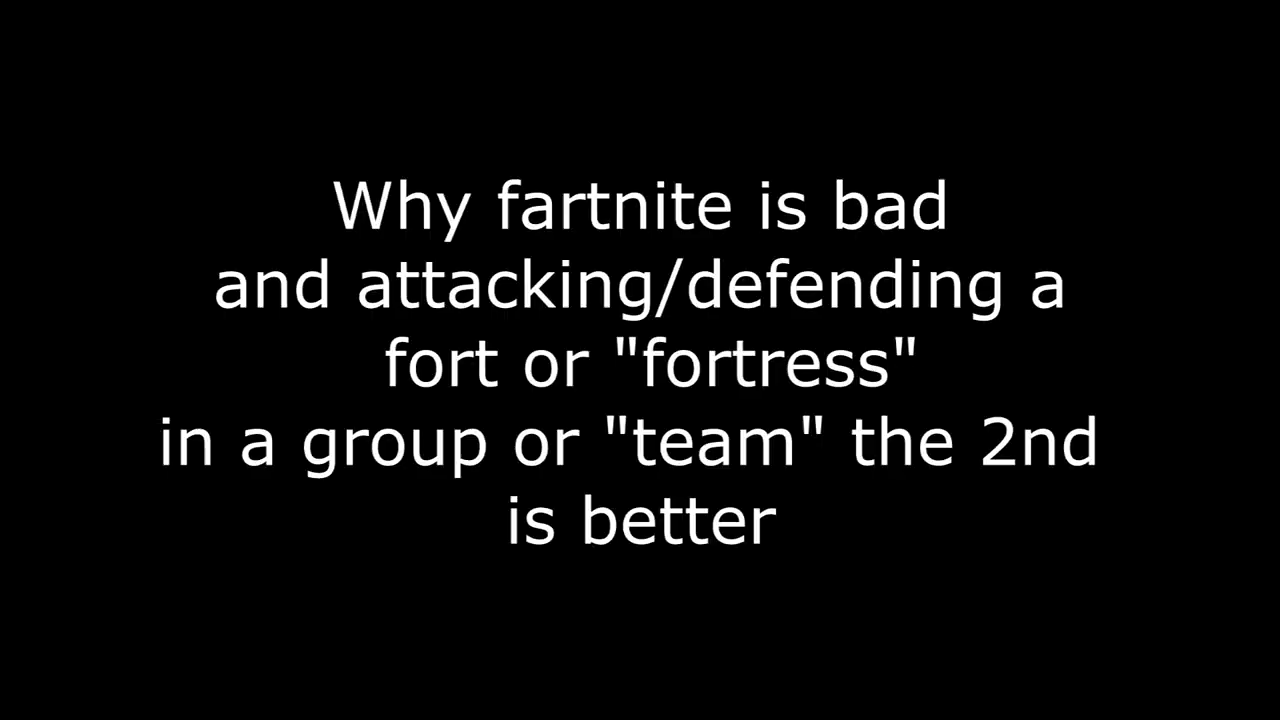 Why fartnite is bad
and attacking/defending a
fort or "fortress"
in a group or "team" the 2nd
is better